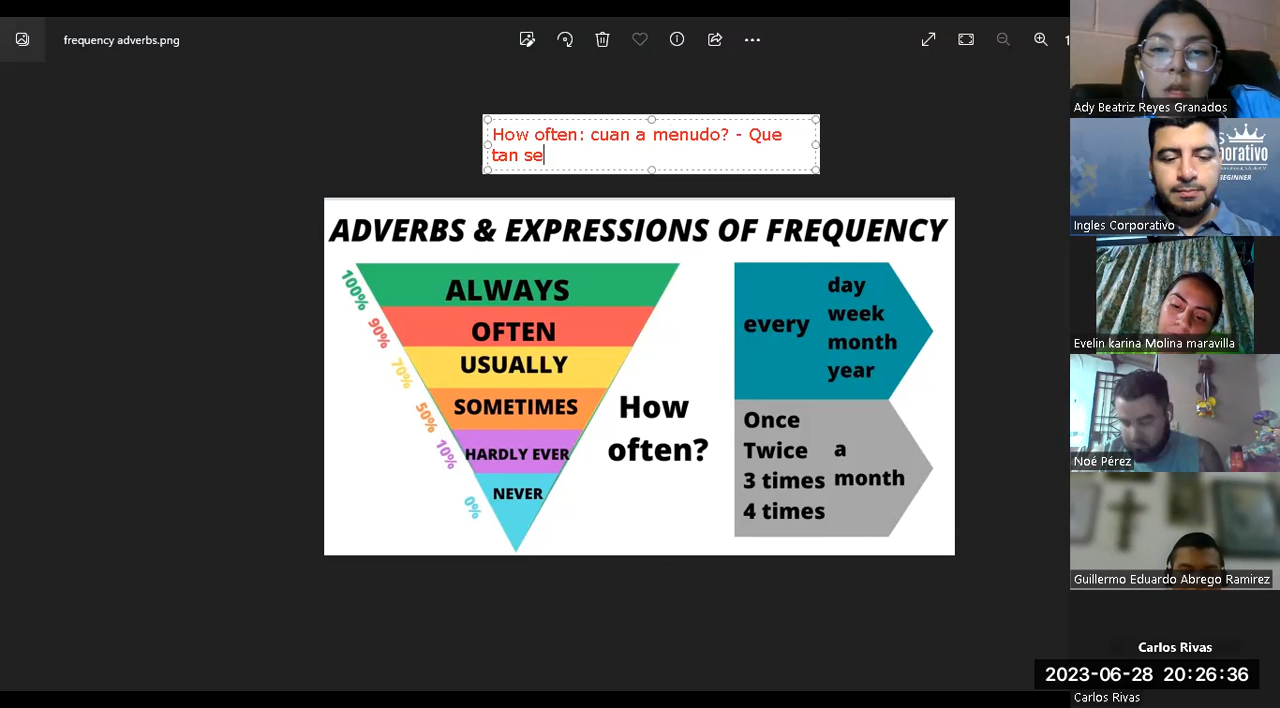 frequency adverbs.png
1
How often: cuan a menudo? - Que
tan se
ADVERBS & EXPRESSIONS OF FREQUENCY
100%
ALWAYS
90%
OFTEN
70%
USUALLY
50%
SOMETIMES
10%
HARDLY EVER
0%
NEVER
How
often?
every
day
week
month
year
Once
Twice
3 times
4 times
a
month
Ady Beatriz Reyes Granados
orativo
BEGINNER
Ingles Corporativo
Evelin karina Molina maravilla
Noé Pérez
Guillermo Eduardo Abrego Ramirez
Carlos Rivas
2023-06-28 20:26:36
Carlos Rivas